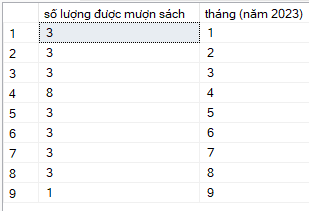 số lượng được mượn sách tháng (năm 2023)
1 3 1
2 3 2
3 3 3
4 8 4
5 3 5
6 3 6
7 3 7
8 3 8
9 1 9